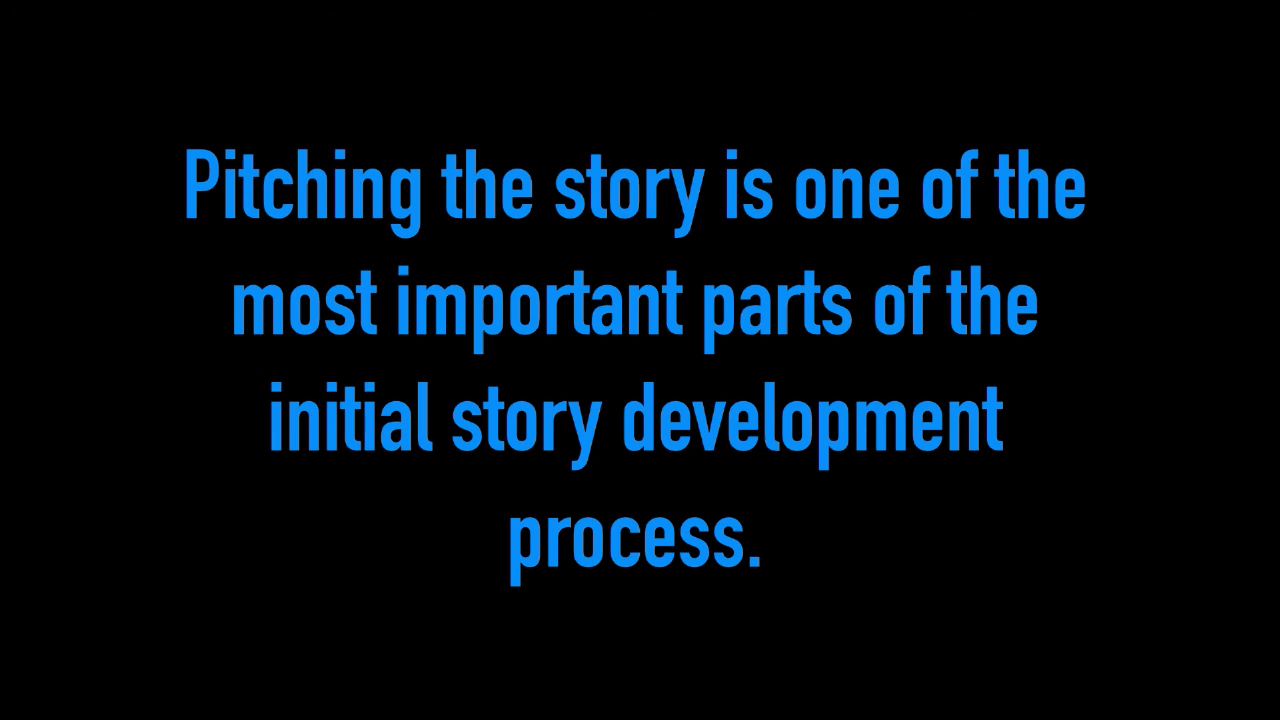 Pitching the story is one of the
most important parts of the
initial story development
process.